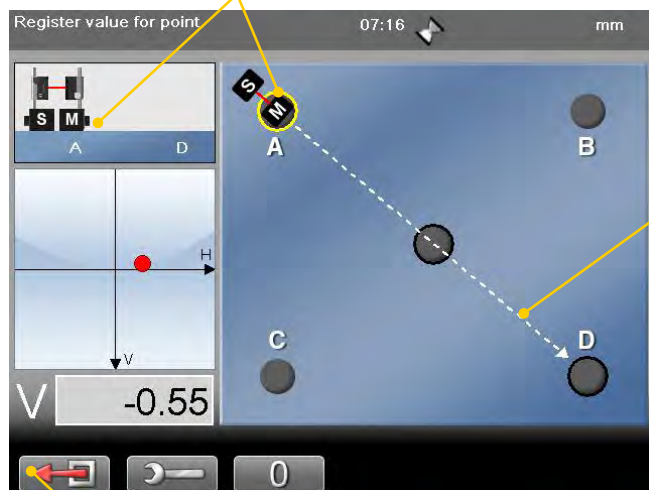 Register value for point 07:16 mm
S M
A D
H
V
V -0.55
S
M
A
B
C
D
0